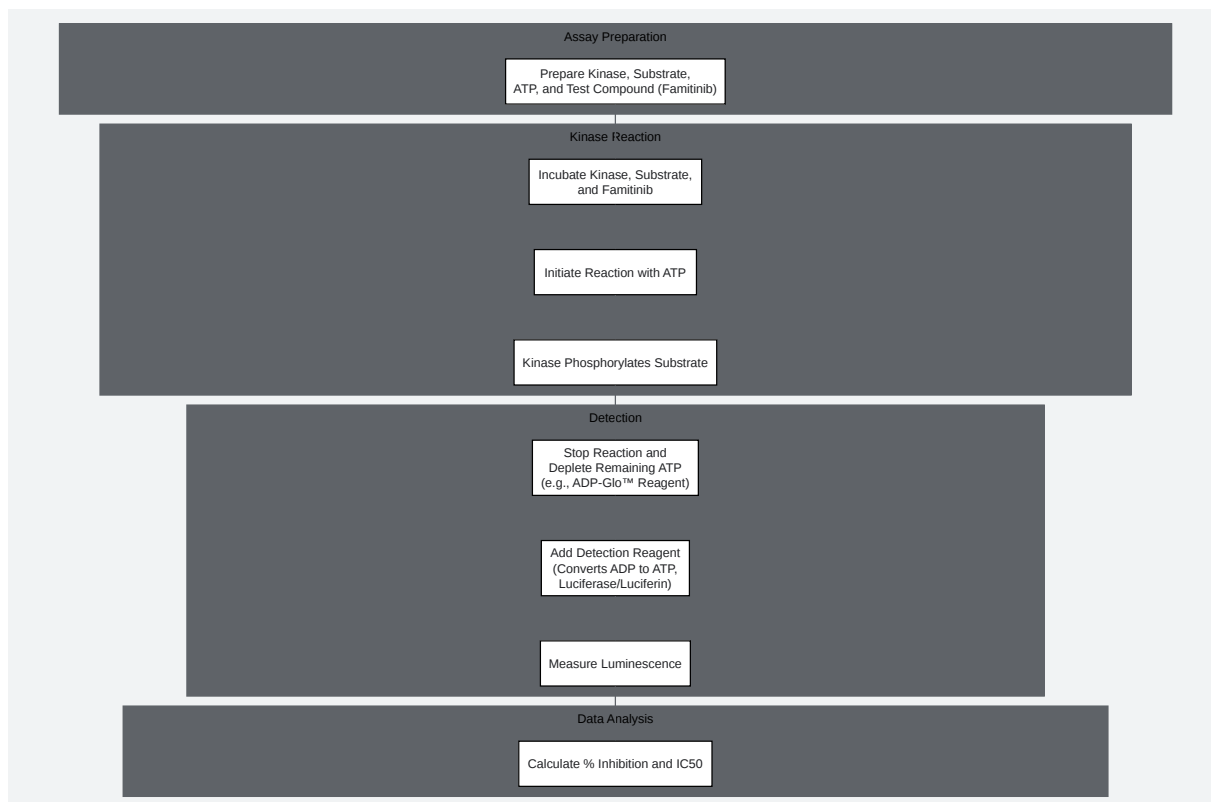 Assay Preparation
Prepare Kinase, Substrate,
ATP, and Test Compound (Famitinib)
Kinase Reaction
Incubate Kinase, Substrate,
and Famitinib
Initiate Reaction with ATP
Kinase Phosphorylates Substrate
Detection
Stop Reaction and
Deplete Remaining ATP
(e.g., ADP-Glo™ Reagent)
Add Detection Reagent
(Converts ADP to ATP,
Luciferase/Luciferin)
Measure Luminescence
Data Analysis
Calculate % Inhibition and IC50